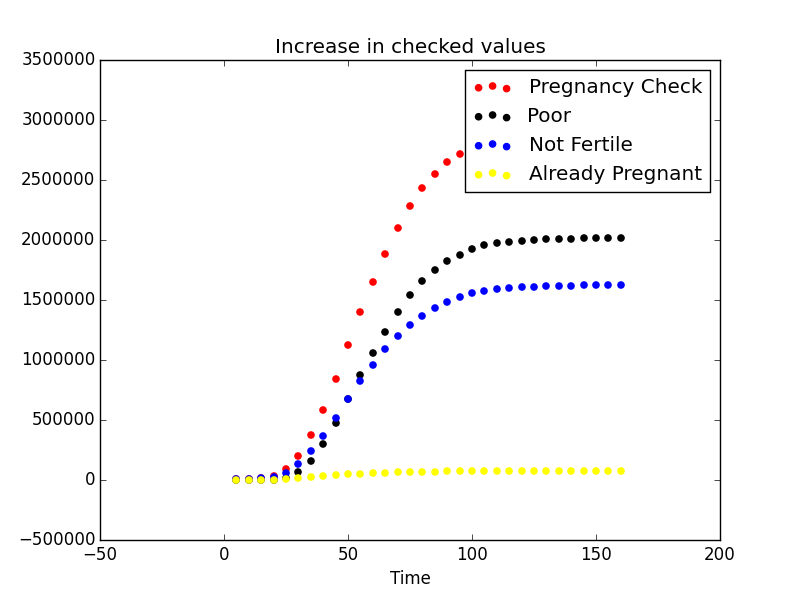 Increase in checked values
3500000
3000000
2500000
2000000
1500000
1000000
500000
0
−500000
−50
0
50
100
150
200
Time
Pregnancy Check
Poor
Not Fertile
Already Pregnant